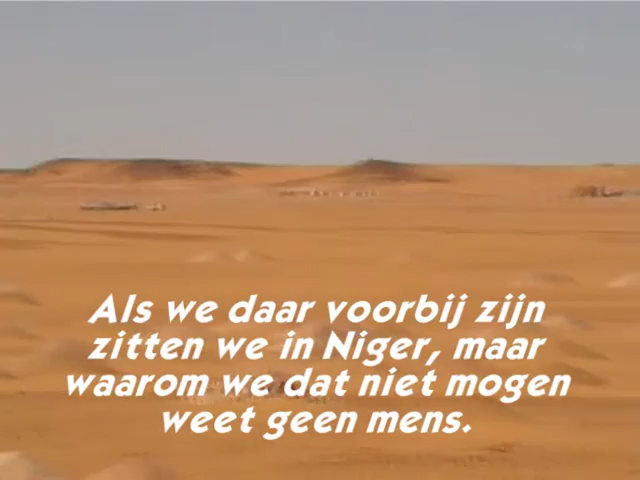 Als we daar voorbij zijn
zitten we in Niger, maar
waarom we dat niet mogen
weet geen mens.